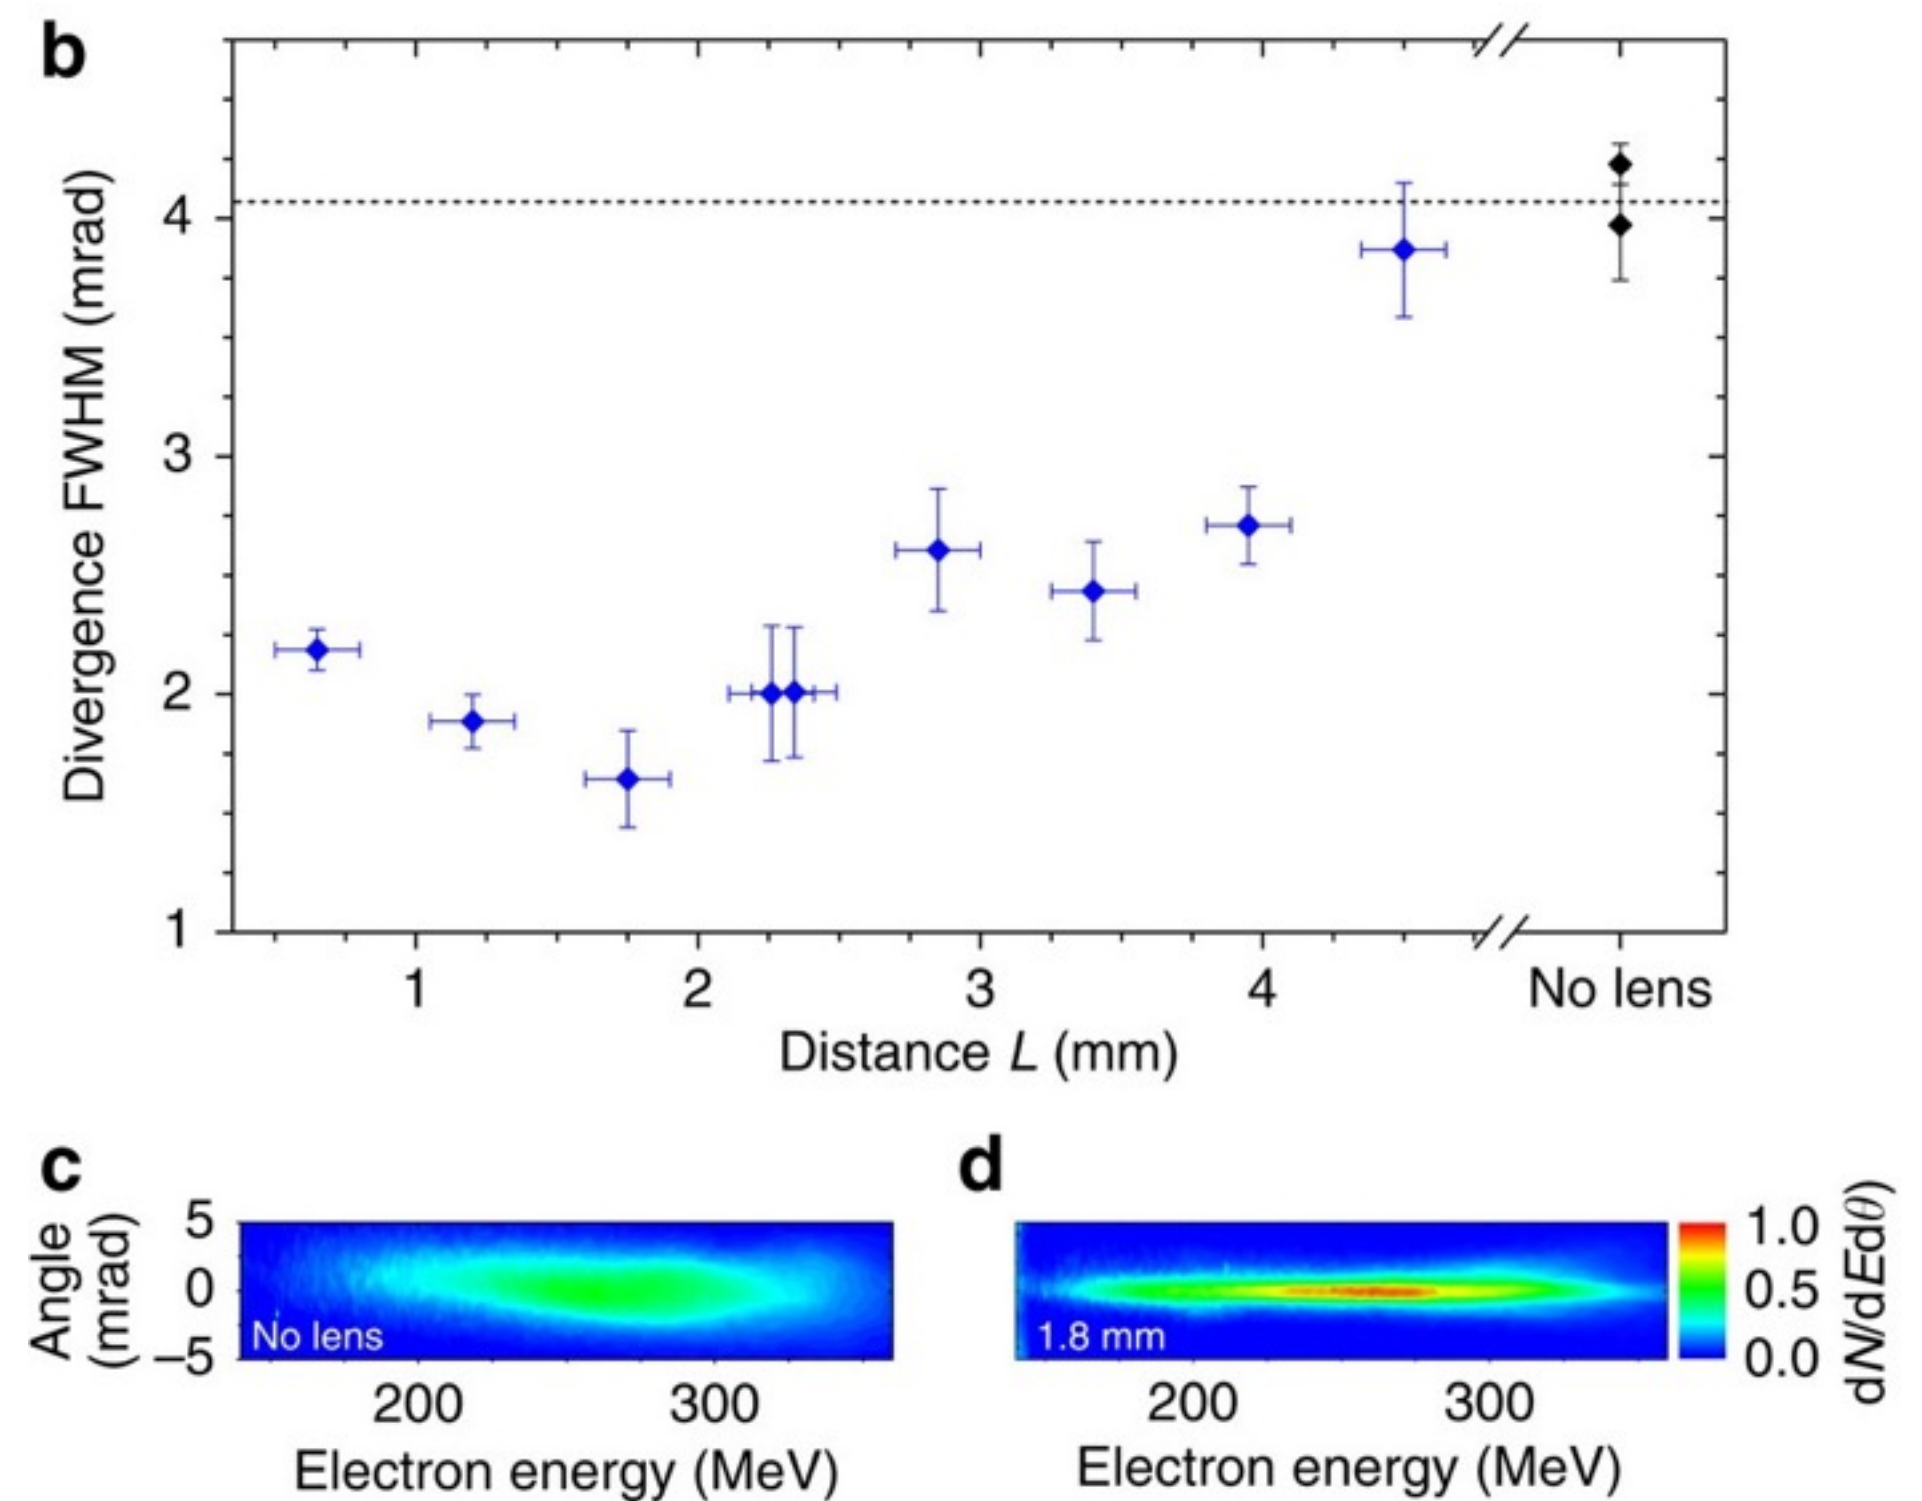 b
Divergence FWHM (mrad)
4
3
2
1
1 2 3 4 No lens
Distance L (mm)
c
Angle
(mrad)
5
0
–5
No lens
200 300
Electron energy (MeV)
d
1.8 mm
200 300
Electron energy (MeV)
1.0
0.5
0.0
dN/dEdθ)